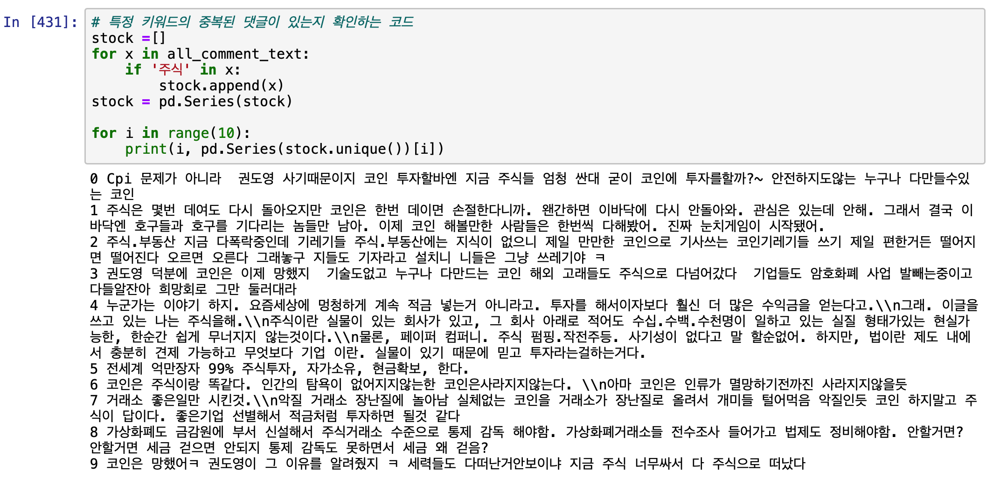 In [431]:
# 특정 키워드의 중복된 댓글이 있는지 확인하는 코드
stock =[]
for x in all_comment_text:
    if '주식' in x:
        stock.append(x)
stock = pd.Series(stock)
for i in range(10):
    print(i, pd.Series(stock.unique())[i])
0 Cpi 문제가 아니라  권도영 사기때문이지 코인 투자할바엔 지금 주식들 엄청 싼대 굳이 코인에 투자를할까?~ 안전하지도않는 누구나 다만들수있
는 코인
1 주식은 몇번 데여도 다시 돌아오지만 코인은 한번 데이면 손절한다니까. 왠간하면 이바닥에 다시 안돌아와. 관심은 있는데 안해. 그래서 결국 이
바닥엔 호구들과 호구를 기다리는 놈들만 남아. 이제 코인 해볼만한 사람들은 한번씩 다해봤어. 진짜 눈치게임이 시작됐어.
2 주식.부동산 지금 다폭락중인데 기레기들 주식.부동산에는 지식이 없으니 제일 만만한 코인으로 기사쓰는 코인기레기들 쓰기 제일 편한거든 떨어지
면 떨어진다 오르면 오른다 그래놓구 지들도 기자라고 설치니 니들은 그냥 쓰레기야 ㅋ
3 권도영 덕분에 코인은 이제 망했지  기술도없고 누구나 다만드는 코인 해외 고래들도 주식으로 다넘어갔다  기업들도 암호화폐 사업 발빼는중이고
다들알잔아 희망회로 그만 둘러대라
4 누군가는 이야기 하지. 요즘세상에 멍청하게 계속 적금 넣는거 아니라고. 투자를 해서이자보다 훨신 더 많은 수익금을 얻는다고.\\n그래. 이글을
쓰고 있는 나는 주식을해.\\n주식이란 실물이 있는 회사가 있고, 그 회사 아래로 적어도 수십.수백.수천명이 일하고 있는 실질 형태가있는 현실가
능한, 한순간 쉽게 무너지지 않는것이다.\\n물론, 페이퍼 컴퍼니. 주식 펌핑.작전주등. 사기성이 없다고 말 할순없어. 하지만, 법이란 제도 내에
서 충분히 견제 가능하고 무엇보다 기업 이란. 실물이 있기 때문에 믿고 투자라는걸하는거다.
5 전세계 억만장자 99% 주식투자, 자가소유, 현금확보, 한다.
6 코인은 주식이랑 똑같다. 인간의 탐욕이 없어지지않는한 코인은사라지지않는다. \\n아마 코인은 인류가 멸망하기전까진 사라지지않을듯
7 거래소 좋은일만 시킨것.\\n악질 거래소 장난질에 놀아남 실체없는 코인을 거래소가 장난질로 올려서 개미들 털어먹음 악질인듯 코인 하지말고 주
식이 답이다. 좋은기업 선별해서 적금처럼 투자하면 될것 같다
8 가상화폐도 금감원에 부서 신설해서 주식거래소 수준으로 통제 감독 해야함. 가상화폐거래소들 전수조사 들어가고 법제도 정비해야함. 안할거면?
안할거면 세금 걷으면 안되지 통제 감독도 못하면서 세금 왜 걷음?
9 코인은 망했어ㅋ 권도영이 그 이유를 알려줬지 ㅋ 세력들도 다떠난거안보이냐 지금 주식 너무싸서 다 주식으로 떠났다